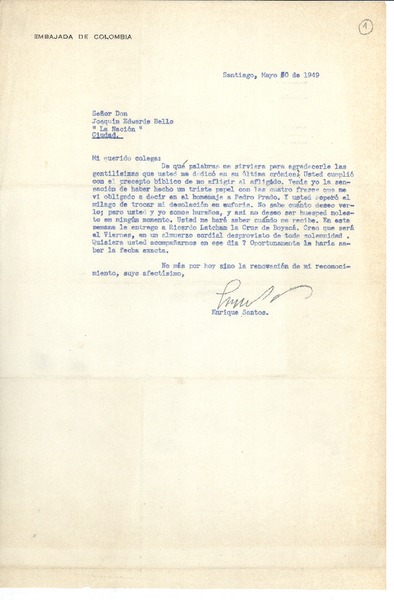 EMBAJADA DE COLOMBIA
1
Santiago, Mayo 30 de 1949
Señor Don
Joaquin Edwards Bello
" La Nación "
Ciudad.
Mi querido colega:
De qué palabras me sirviera para agradecerle las
gentilísimas que usted me dedicó en su última crónica? Usted cumplió
con el precepto bíblico de no afligir al afligido. Tenía yo la sen-
sación de haber hecho un triste papel con las cuatro frases que me
vi obligado a decir en el homenaje a Pedro Prado. Y usted operó el
milago de trocar mi desolación en euforia. No sabe cuánto deseo ver-
lo; pero usted y yo somos huraños, y así no deseo ser huesped moles-
to en ningún momento. Usted me hará saber cuándo me recibe. En esta
semana le entrego a Ricardo Latcham la Cruz de Boyacá. Creo que será
el Viernes, en un almuerzo cordial desprovisto de toda solemnidad .
Quisiera usted acompañarnos en ese día ? Oportunamente le haría sa-
ber la fecha exacta.
No más por hoy sino la renovación de mi reconoci-
miento, suyo afectísimo,
Enrique Santos.